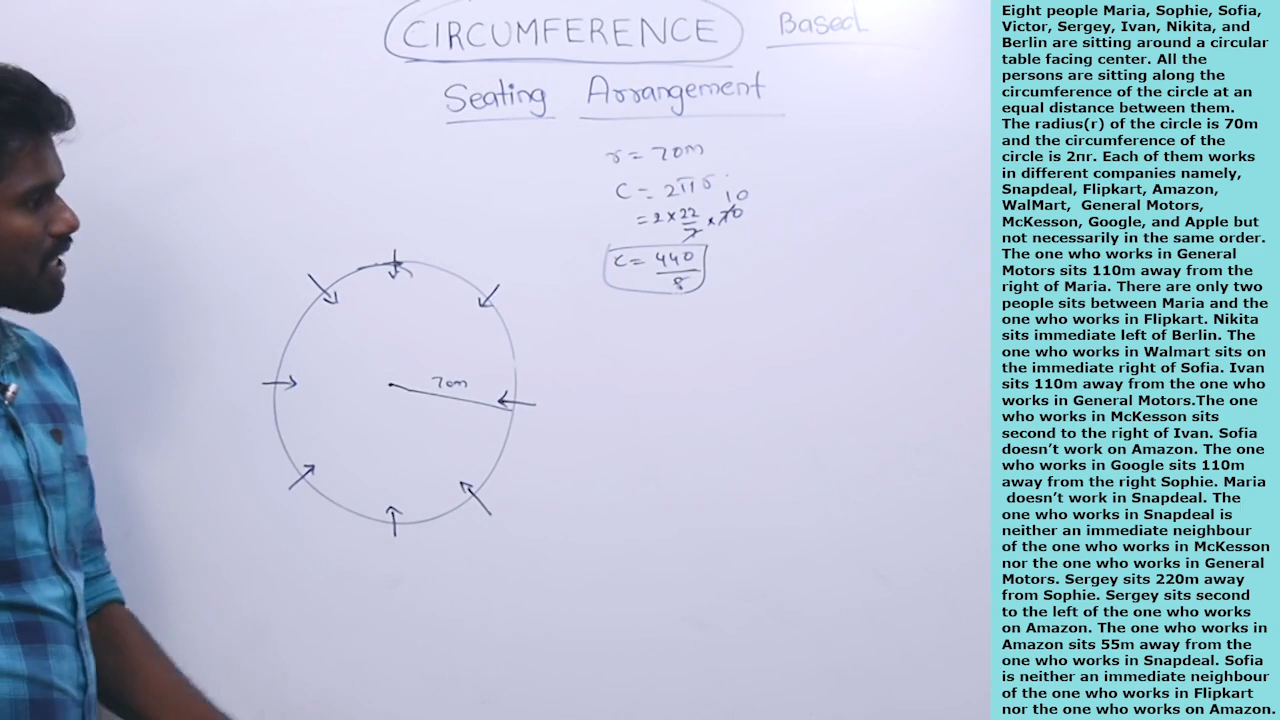 CIRCUMFERENCE Based
Seating Arrangement
r = 70m
C = 2πr
= 2 × 22/7 × 70 10
C = 440/8
70m
Eight people Maria, Sophie, Sofia,
Victor, Sergey, Ivan, Nikita, and
Berlin are sitting around a circular
table facing center. All the
persons are sitting along the
circumference of the circle at an
equal distance between them.
The radius(r) of the circle is 70m
and the circumference of the
circle is 2πr. Each of them works
in different companies namely,
Snapdeal, Flipkart, Amazon,
WalMart, General Motors,
McKesson, Google, and Apple but
not necessarily in the same order.
The one who works in General
Motors sits 110m away from the
right of Maria. There are only two
people sits between Maria and the
one who works in Flipkart. Nikita
sits immediate left of Berlin. The
one who works in Walmart sits on
the immediate right of Sofia. Ivan
sits 110m away from the one who
works in General Motors.The one
who works in McKesson sits
second to the right of Ivan. Sofia
doesn’t work on Amazon. The one
who works in Google sits 110m
away from the right Sophie. Maria
doesn’t work in Snapdeal. The
one who works in Snapdeal is
neither an immediate neighbour
of the one who works in McKesson
nor the one who works in General
Motors. Sergey sits 220m away
from Sophie. Sergey sits second
to the left of the one who works
on Amazon. The one who works in
Amazon sits 55m away from the
one who works in Snapdeal. Sofia
is neither an immediate neighbour
of the one who works in Flipkart
nor the one who works on Amazon.